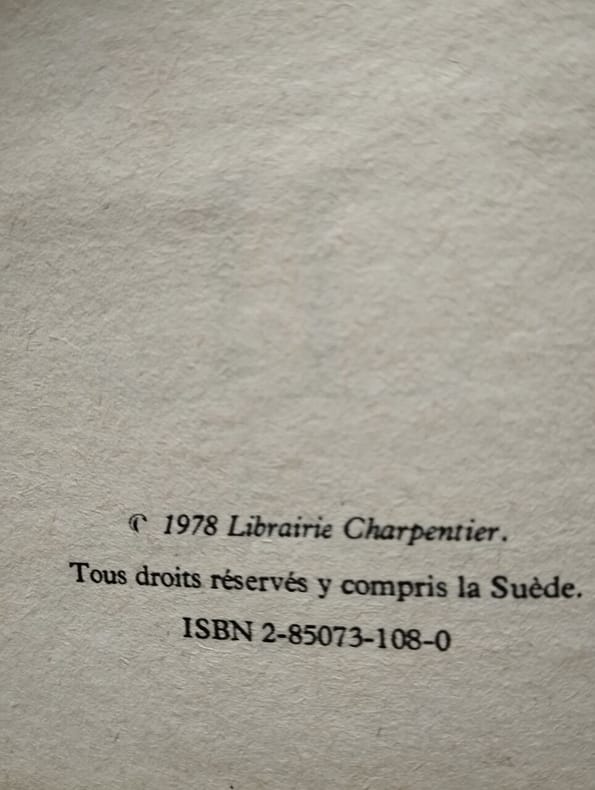 © 1978 Librairie Charpentier.
Tous droits réservés y compris la Suède.
ISBN 2-85073-108-0